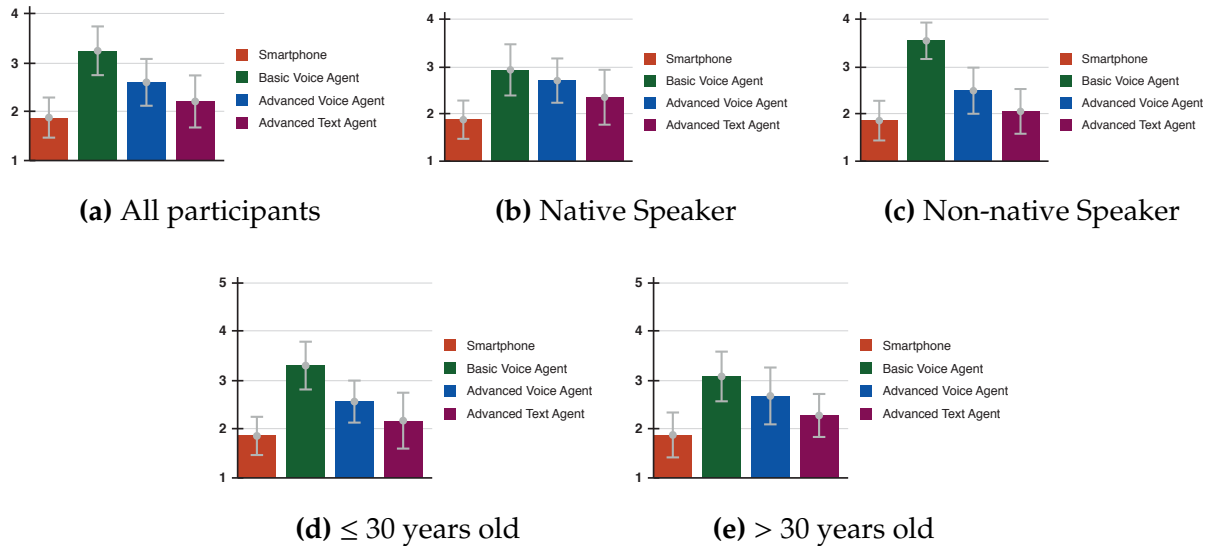 4
3
2
1
Smartphone
Basic Voice Agent
Advanced Voice Agent
Advanced Text Agent
(a) All participants
4
3
2
1
Smartphone
Basic Voice Agent
Advanced Voice Agent
Advanced Text Agent
(b) Native Speaker
4
3
2
1
Smartphone
Basic Voice Agent
Advanced Voice Agent
Advanced Text Agent
(c) Non-native Speaker
5
4
3
2
1
Smartphone
Basic Voice Agent
Advanced Voice Agent
Advanced Text Agent
(d) ≤ 30 years old
5
4
3
2
1
Smartphone
Basic Voice Agent
Advanced Voice Agent
Advanced Text Agent
(e) > 30 years old